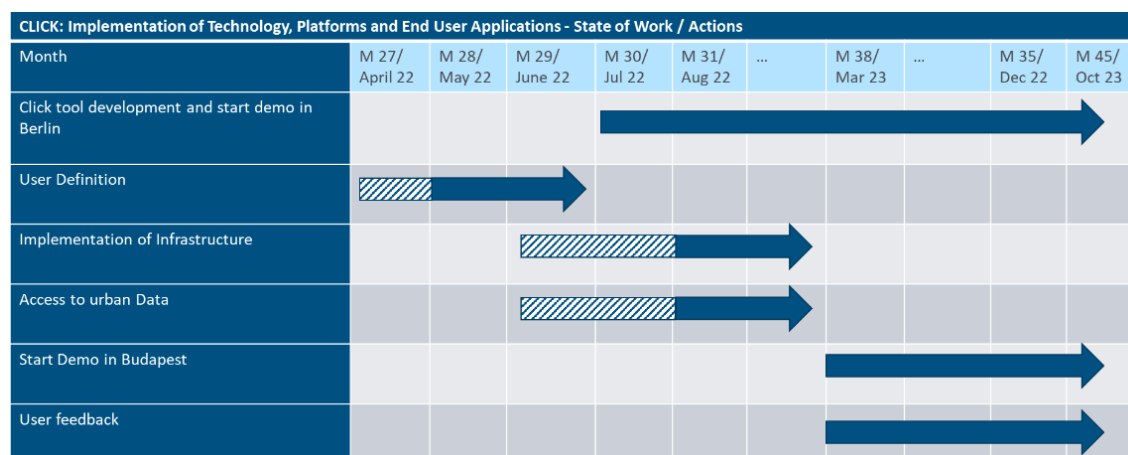 CLICK: Implementation of Technology, Platforms and End User Applications - State of Work / Actions
Month
M 27/
April 22
M 28/
May 22
M 29/
June 22
M 30/
Jul 22
M 31/
Aug 22
...
M 38/
Mar 23
...
M 35/
Dec 22
M 45/
Oct 23
Click tool development and start demo in
Berlin
User Definition
Implementation of Infrastructure
Access to urban Data
Start Demo in Budapest
User feedback